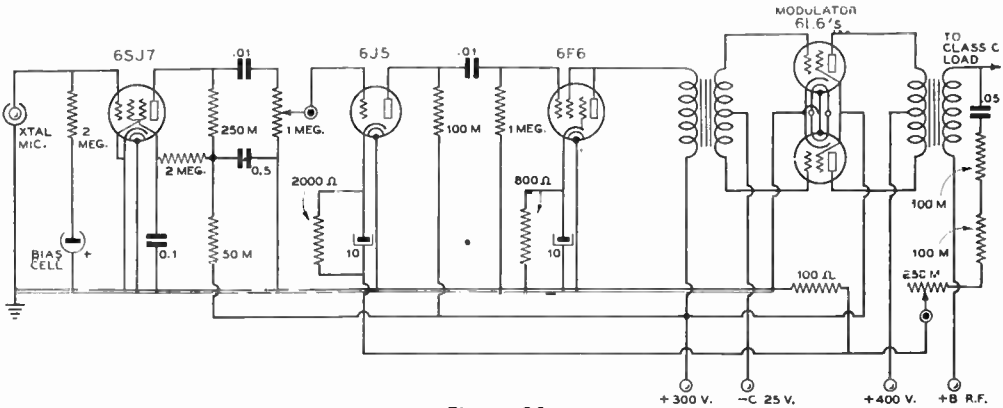 MODULATOR
6L6's
6SJ7
.01
6J5
.01
6F6
TO
CLASS C
LOAD
.05
XTAL
MIC.
2
MEG.
250 M
1 MEG.
100 M
1 MEG.
2 MEG.
0.5
2000 Ω
800 Ω
100 M
BIAS
CELL
+
0.1
50 M
10
10
100 Ω
100 M
250 M
+300 V.
-C 25 V.
+400 V.
+B R.F.